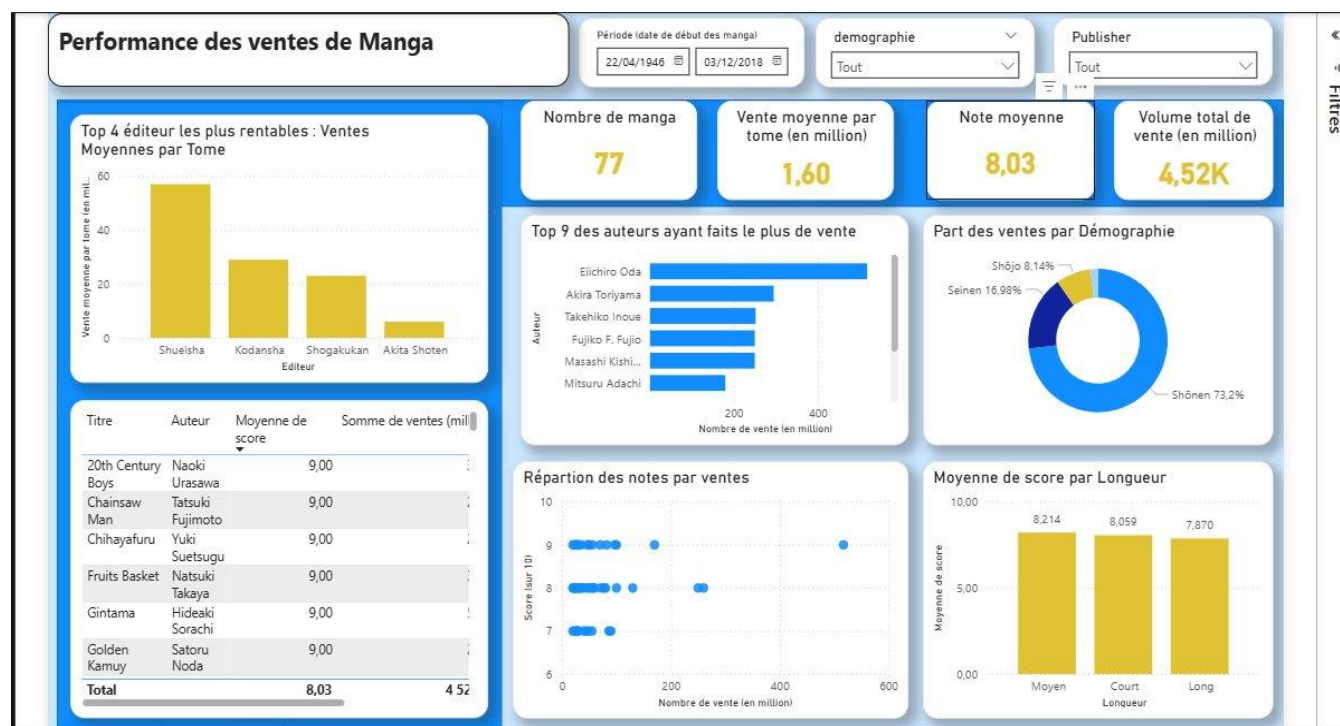 Performance des ventes de Manga
Période (date de début des manga)
22/04/1946
03/12/2018
demographie
Tout
Publisher
Tout
Filtres
Top 4 éditeur les plus rentables : Ventes
Moyennes par Tome
Vente moyenne par tome (en mil...
60
40
20
0
Shueisha
Kodansha
Shogakukan
Akita Shoten
Editeur
Nombre de manga
77
Vente moyenne par
tome (en million)
1,60
Note moyenne
8,03
Volume total de
vente (en million)
4,52K
Top 9 des auteurs ayant faits le plus de vente
Auteur
Eiichiro Oda
Akira Toriyama
Takehiko Inoue
Fujiko F. Fujio
Masashi Kishi...
Mitsuru Adachi
200
400
Nombre de vente (en million)
Part des ventes par Démographie
Shōjo 8,14%
Seinen 16,98%
Shōnen 73,2%
Titre
Auteur
Moyenne de
score
Somme de ventes (mil
20th Century
Boys
Naoki
Urasawa
9,00
Chainsaw
Man
Tatsuki
Fujimoto
9,00
Chihayafuru
Yuki
Suetsugu
9,00
Fruits Basket
Natsuki
Takaya
9,00
Gintama
Hideaki
Sorachi
9,00
Golden
Kamuy
Satoru
Noda
9,00
Total
8,03
4 52
Répartion des notes par ventes
Score (sur 10)
10
9
8
7
6
0
200
400
600
Nombre de vente (en million)
Moyenne de score par Longueur
Moyenne de score
10,00
5,00
0,00
8,214
8,059
7,870
Moyen
Court
Long
Longueur